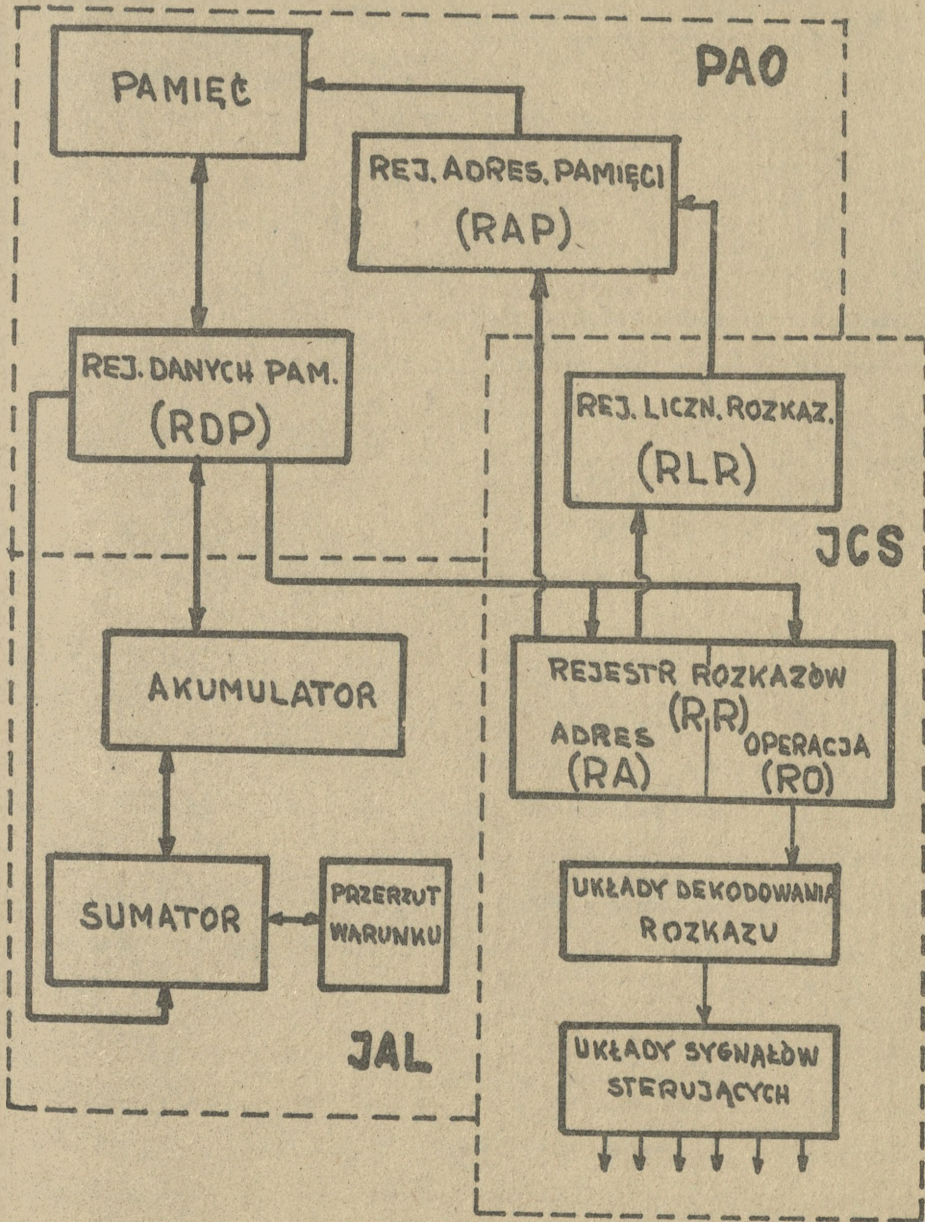 PAO
PAMIĘĆ
REJ. ADRES. PAMIĘCI
(RAP)
REJ. DANYCH PAM.
(RDP)
REJ. LICZN. ROZKAZ.
(RLR)
JCS
AKUMULATOR
REJESTR ROZKAZÓW
(RR)
ADRES
(RA)
OPERACJA
(RO)
SUMATOR
PRZERZUT
WARUNKU
UKŁADY DEKODOWANIA
ROZKAZU
JAL
UKŁADY SYGNĄŁÓW
STERUJĄCYCH